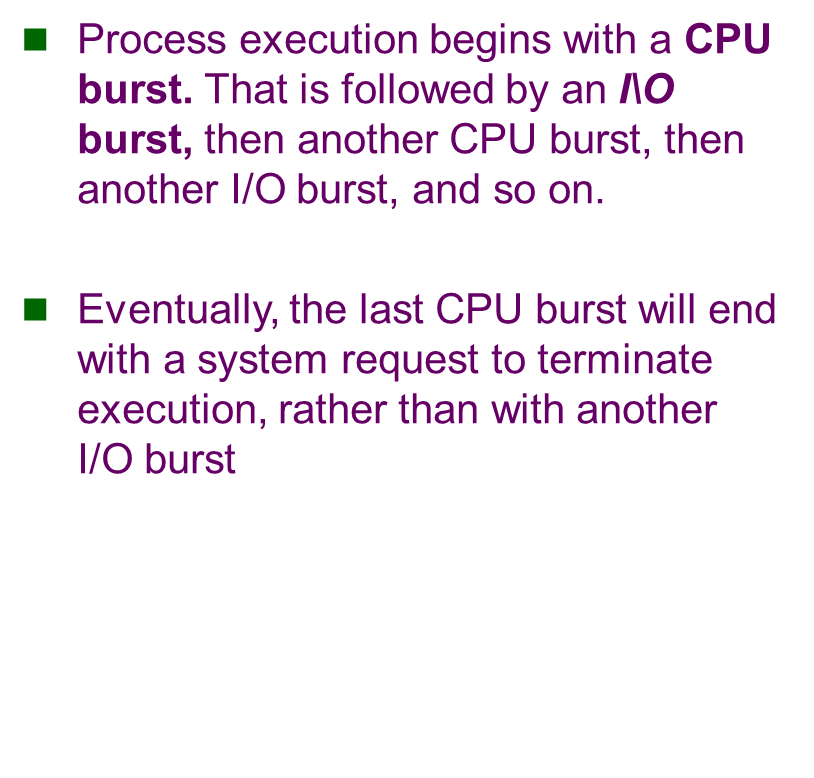 Process execution begins with a CPU
burst. That is followed by an I\O
burst, then another CPU burst, then
another I/O burst, and so on.
Eventually, the last CPU burst will end
with a system request to terminate
execution, rather than with another
I/O burst